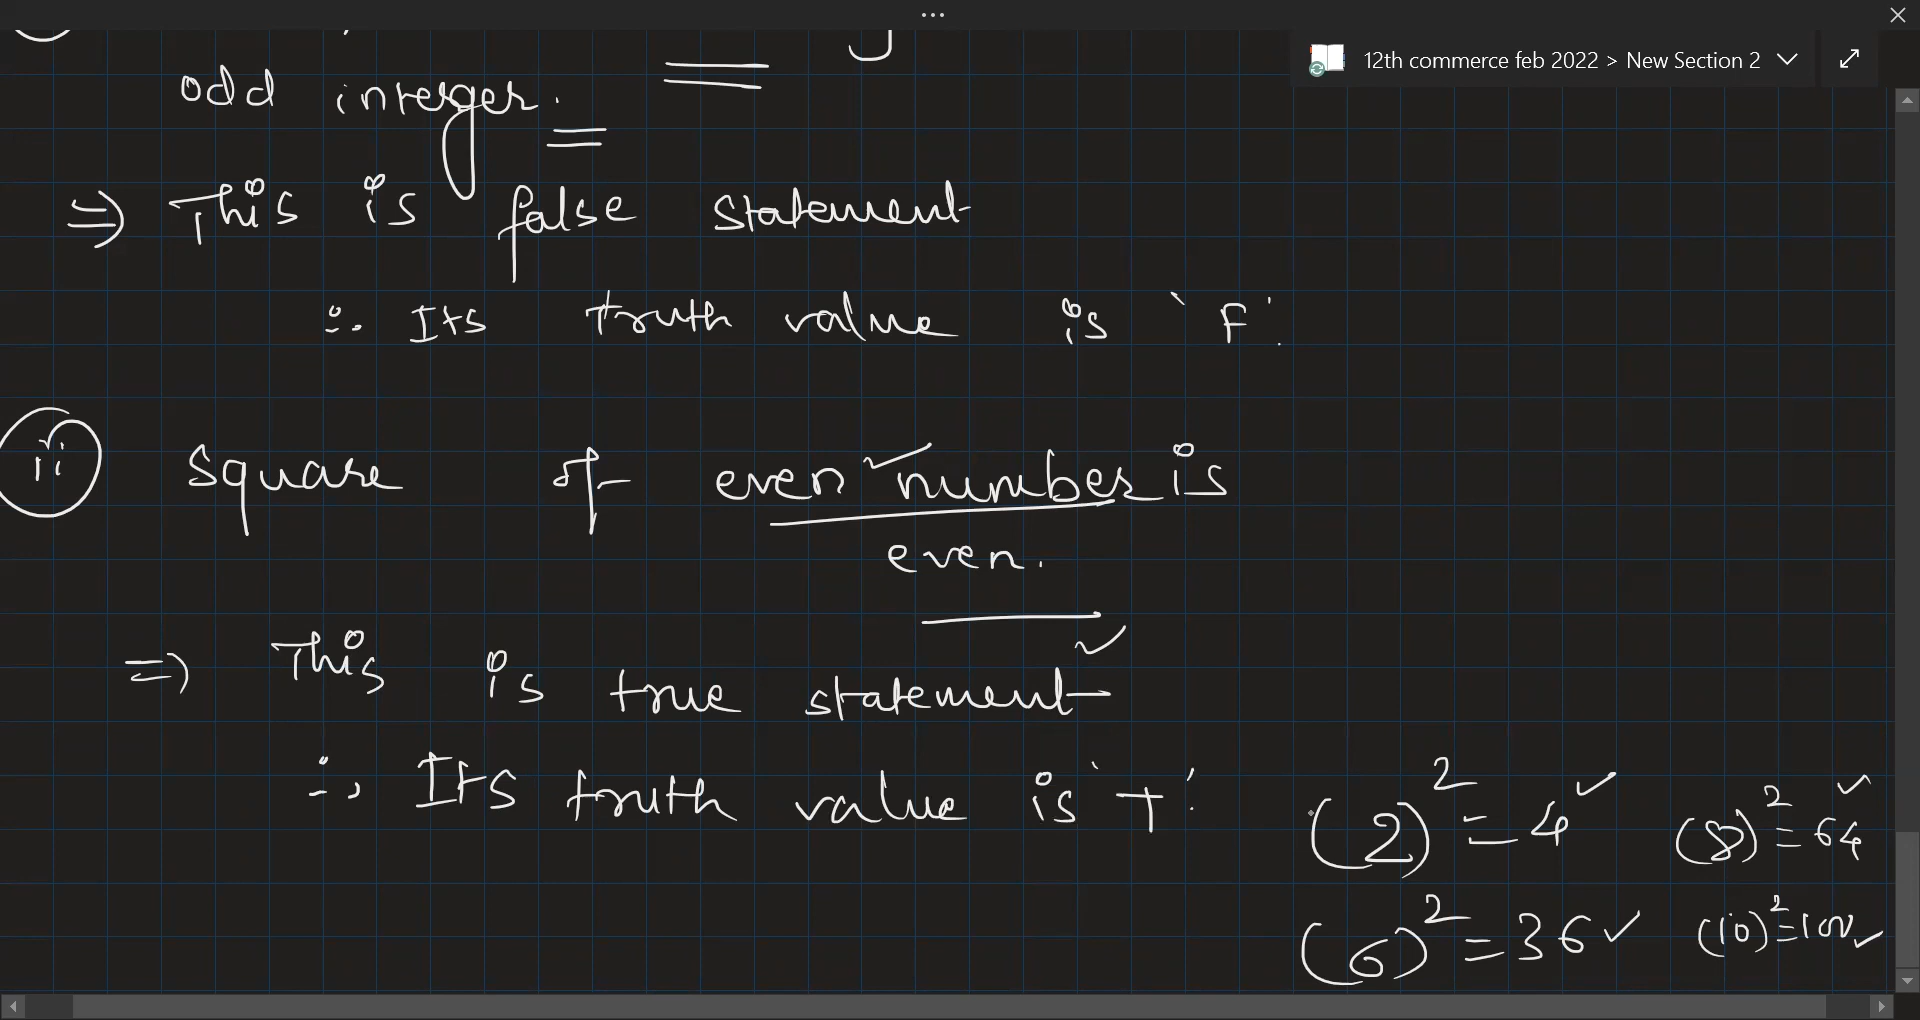 ...
12th commerce feb 2022 > New Section 2
odd interger.
⇒ This is false statement
∴ Its truth value is 'F'.
ii Square of even number is
even.
⇒ This is true statement
∴ Its truth value is 'T'.
(2)² = 4 ✓ (8)² = 64 ✓
(6)² = 36 ✓ (10)² = 100 ✓